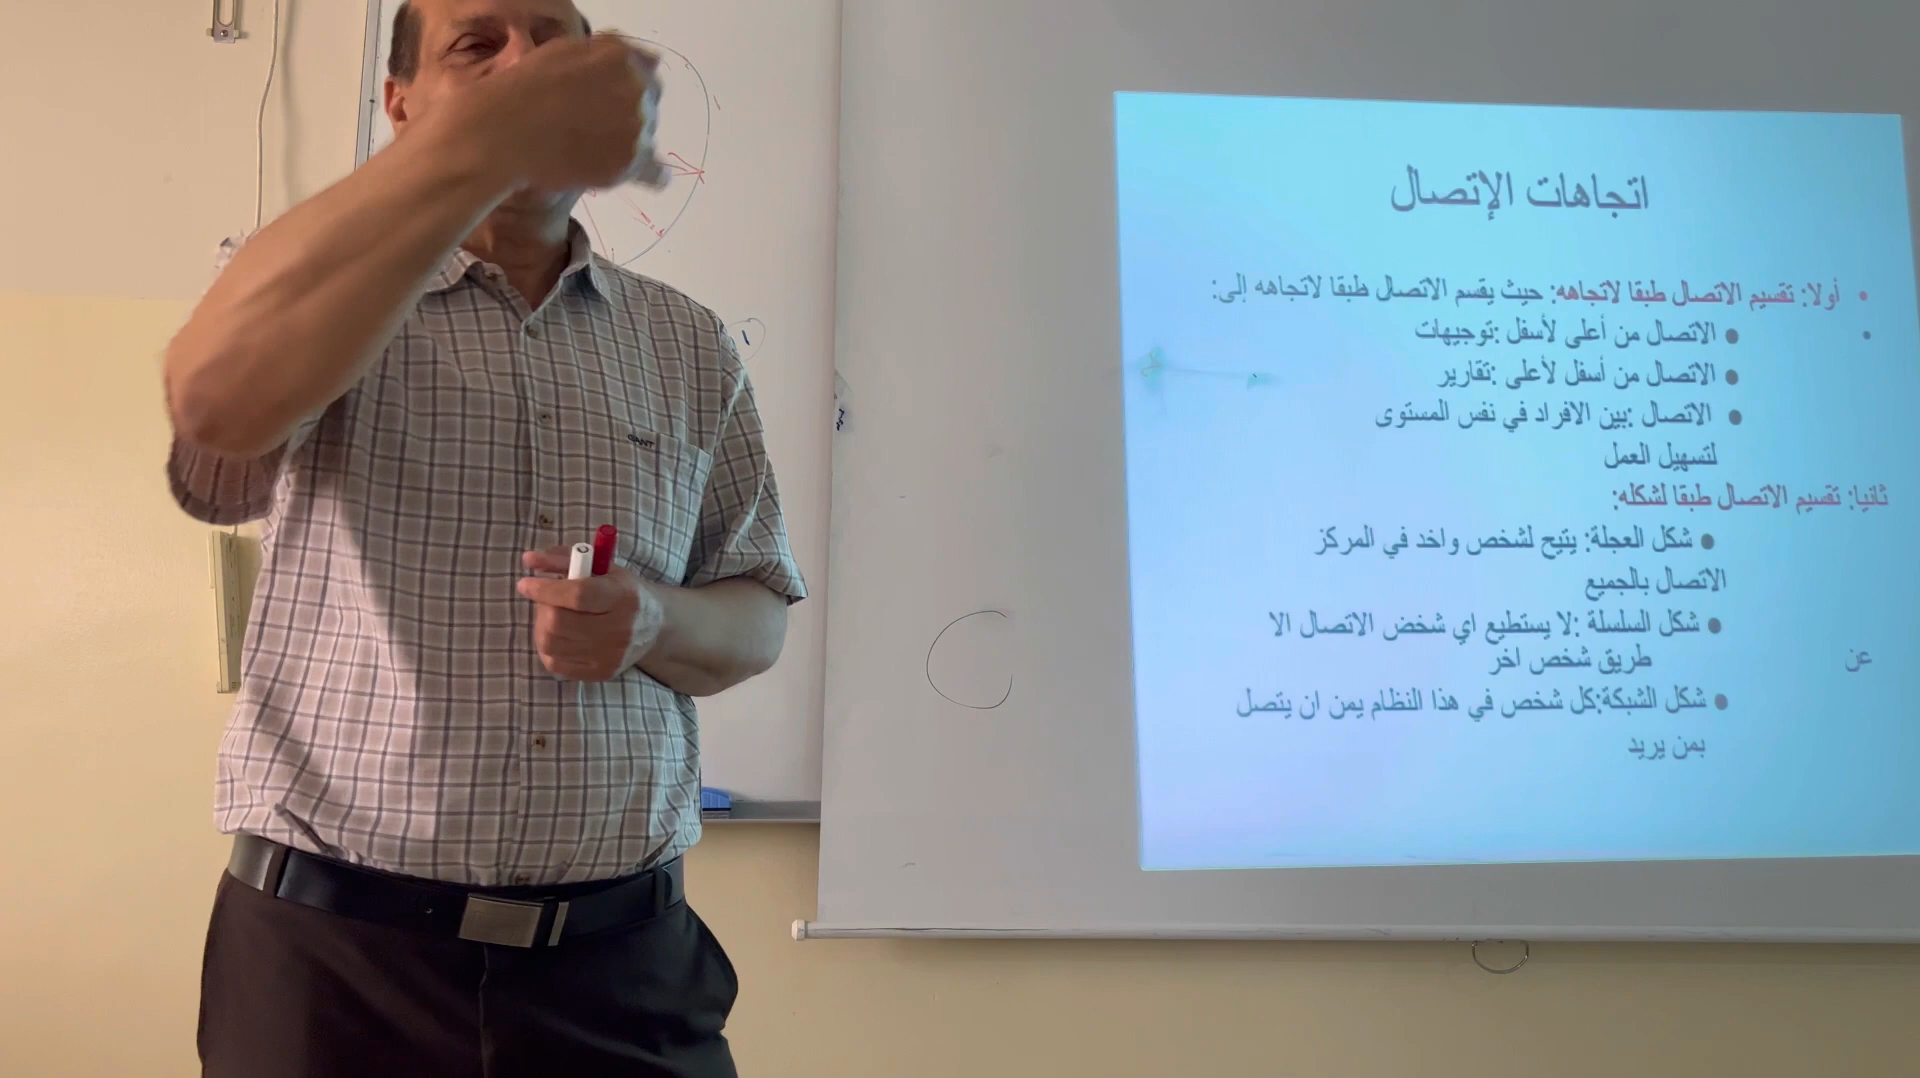 اتجاهات الإتصال
• أولا: تقسيم الاتصال طبقا لاتجاهه: حيث يقسم الاتصال طبقا لاتجاهه إلى:
• ● الاتصال من أعلى لأسفل :توجيهات
● الاتصال من أسفل لأعلى :تقارير
● الاتصال :بين الافراد في نفس المستوى
لتسهيل العمل
ثانيا: تقسيم الاتصال طبقا لشكله:
● شكل العجلة: يتيح لشخص واخد في المركز
الاتصال بالجميع
● شكل السلسلة :لا يستطيع اي شخض الاتصال الا
عن طريق شخص اخر
● شكل الشبكة:كل شخص في هذا النظام يمن ان يتصل
بمن يريد
GANT